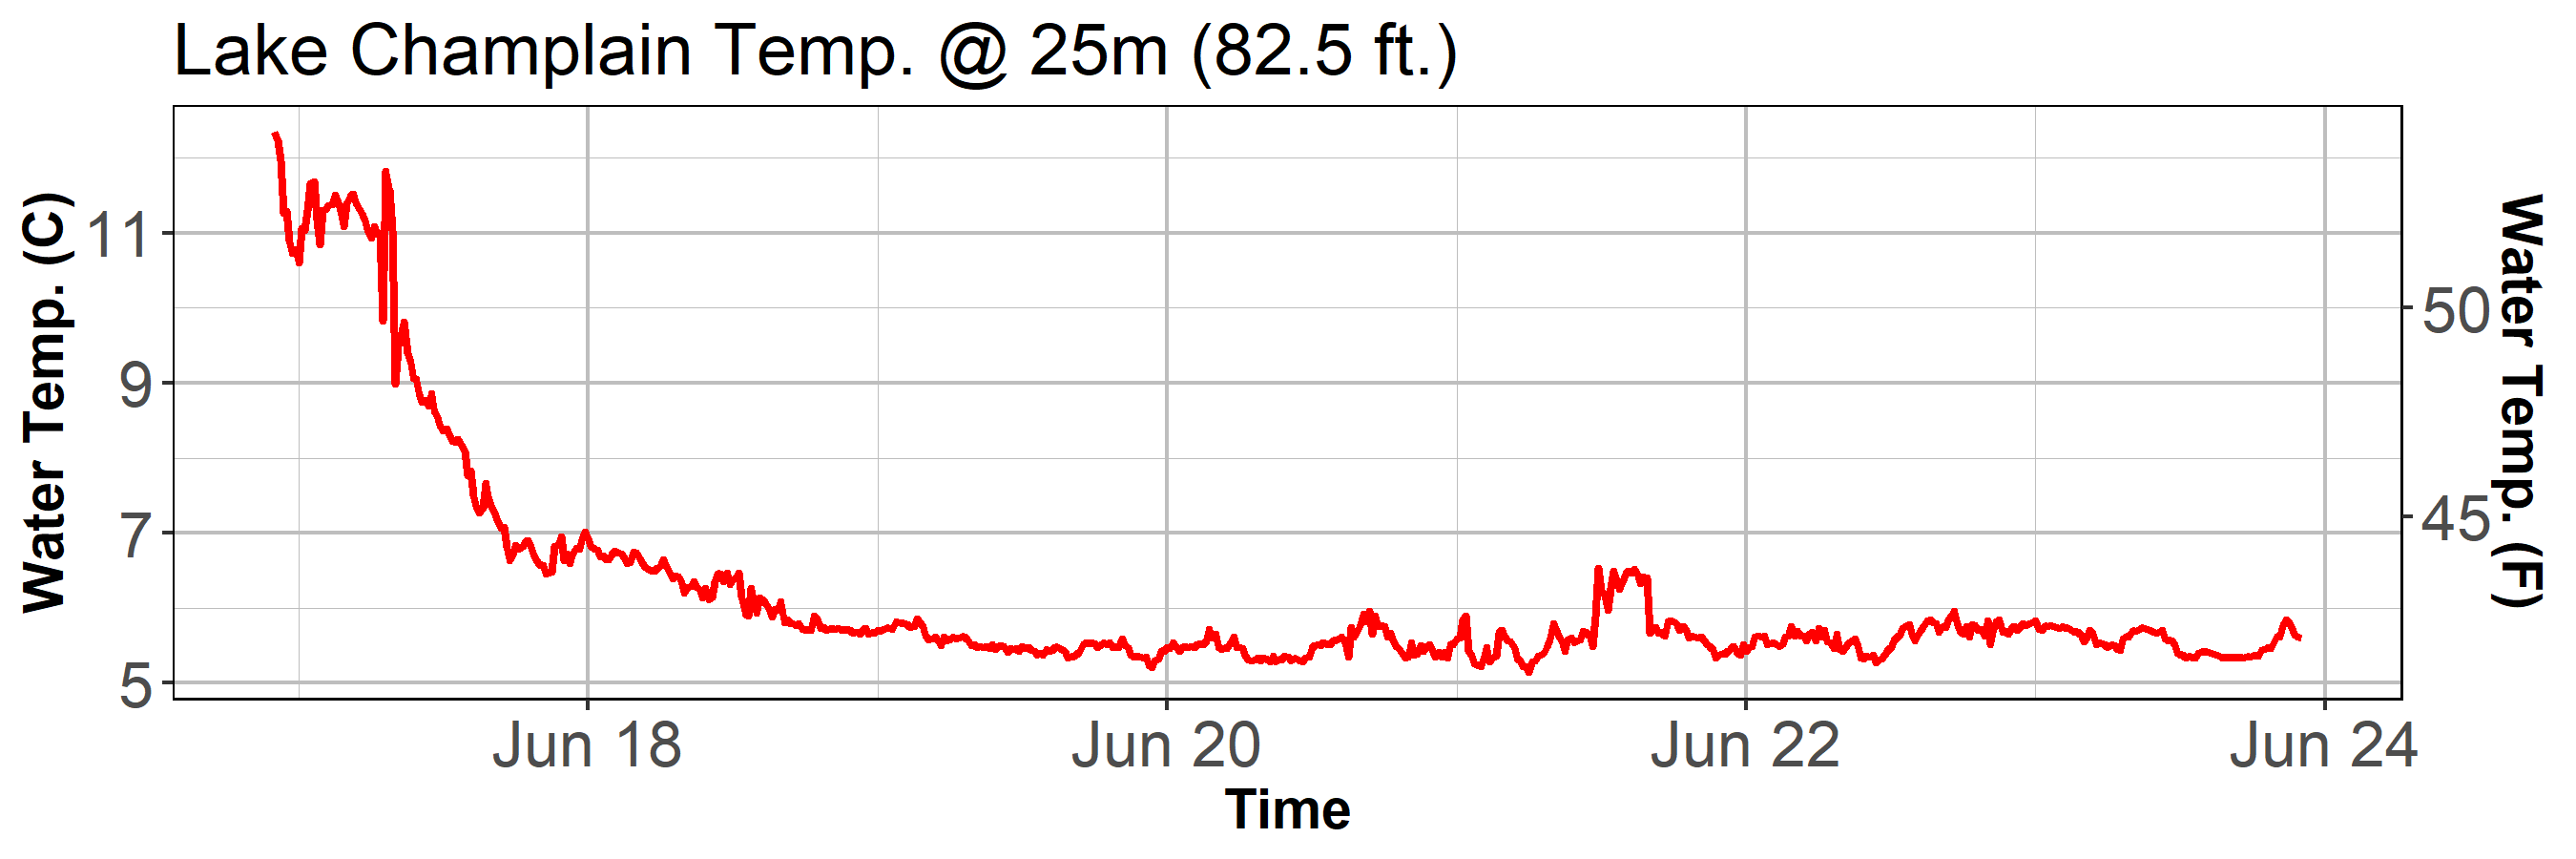 Lake Champlain Temp. @ 25m (82.5 ft.)
Water Temp. (C)
11
9
7
5
50
45
Water Temp. (F)
Jun 18
Jun 20
Jun 22
Jun 24
Time